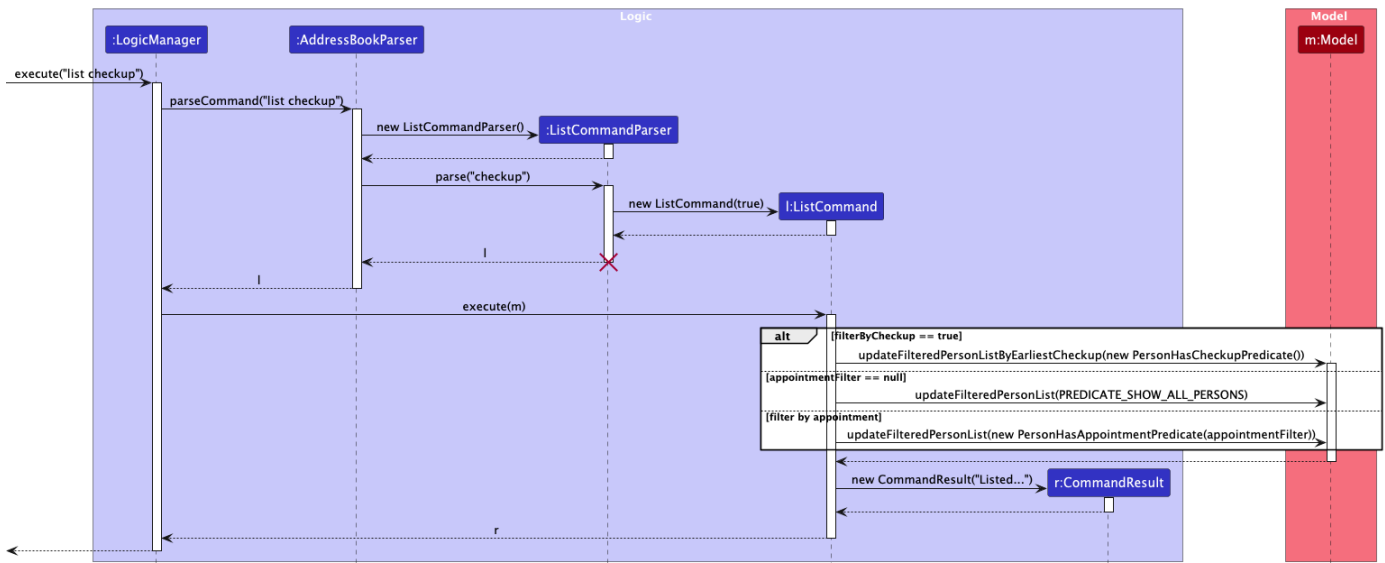 Logic
Model
:LogicManager
:AddressBookParser
m:Model
execute("list checkup")
parseCommand("list checkup")
new ListCommandParser()
:ListCommandParser
parse("checkup")
new ListCommand(true)
l:ListCommand
l
l
execute(m)
alt
[filterByCheckup == true]
updateFilteredPersonListByEarliestCheckup(new PersonHasCheckupPredicate())
[appointmentFilter == null]
updateFilteredPersonList(PREDICATE_SHOW_ALL_PERSONS)
[filter by appointment]
updateFilteredPersonList(new PersonHasAppointmentPredicate(appointmentFilter))
new CommandResult("Listed...")
r:CommandResult
r